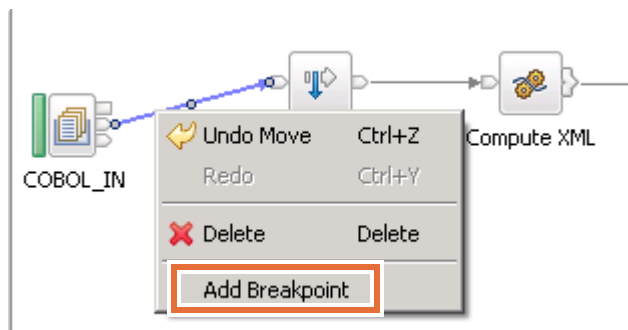 COBOL_IN
Compute XML
Undo Move Ctrl+Z
Redo Ctrl+Y
Delete Delete
Add Breakpoint